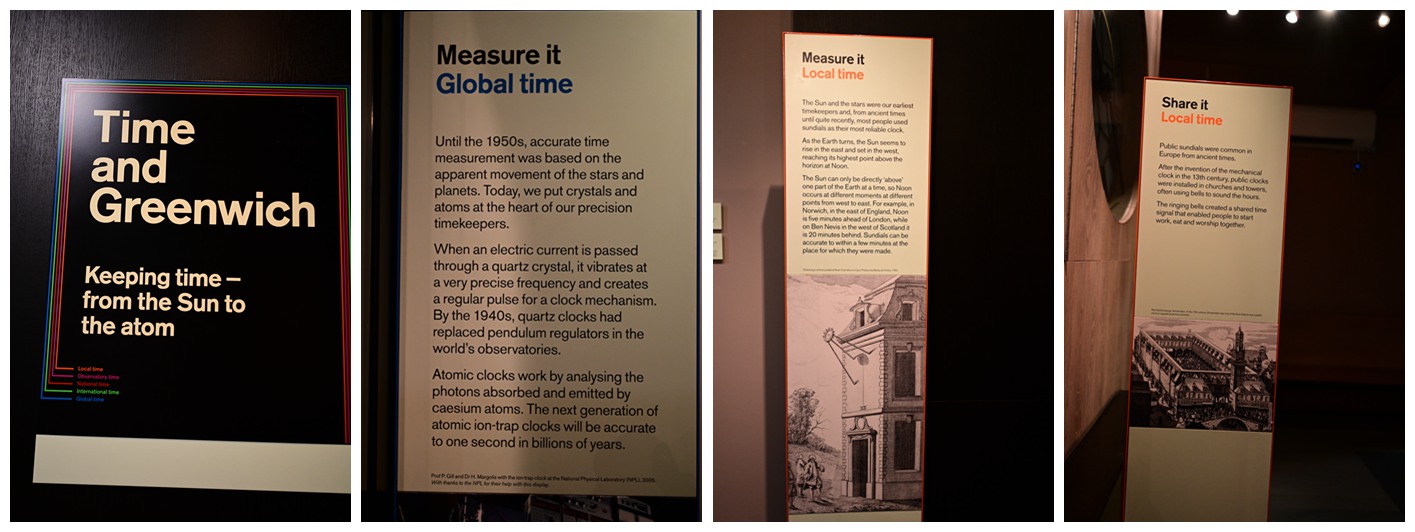 Time
and
Greenwich
Keeping time –
from the Sun to
the atom
Local time
Observatory time
National time
International time
Global time
Measure it
Global time
Until the 1950s, accurate time
measurement was based on the
apparent movement of the stars and
planets. Today, we put crystals and
atoms at the heart of our precision
timekeepers.
When an electric current is passed
through a quartz crystal, it vibrates at
a very precise frequency and creates
a regular pulse for a clock mechanism.
By the 1940s, quartz clocks had
replaced pendulum regulators in the
world's observatories.
Atomic clocks work by analysing the
photons absorbed and emitted by
caesium atoms. The next generation of
atomic ion-trap clocks will be accurate
to one second in billions of years.
Prof P. Gill and Dr H. Margolis with the ion-trap clock at the National Physical Laboratory (NPL), 2005.
With thanks to the NPL for their help with this display
Measure it
Local time
The Sun and the stars were our earliest
timekeepers and, from ancient times
until quite recently, most people used
sundials as their most reliable clock.
As the Earth turns, the Sun seems to
rise in the east and set in the west,
reaching its highest point above the
horizon at Noon.
The Sun can only be directly 'above'
one part of the Earth at a time, so Noon
occurs at different moments at different
points from west to east. For example, in
Norwich, in the east of England, Noon
is five minutes ahead of London, while
on Ben Nevis in the west of Scotland it
is 20 minutes behind. Sundials can be
accurate to within a few minutes at the
place for which they were made.
Share it
Local time
Public sundials were common in
Europe from ancient times.
After the invention of the mechanical
clock in the 13th century, public clocks
were installed in churches and towers,
often using bells to sound the hours.
The ringing bells created a shared time
signal that enabled people to start
work, eat and worship together.